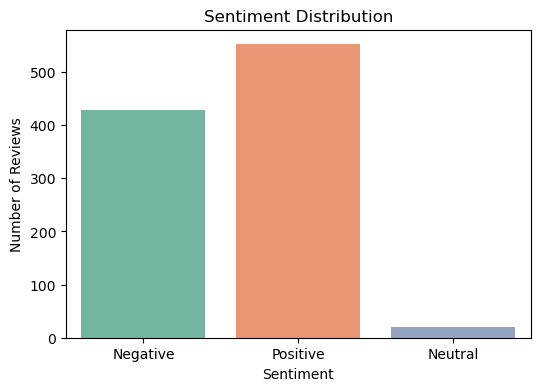 Sentiment Distribution
Number of Reviews
500
400
300
200
100
0
Negative Positive Neutral
Sentiment